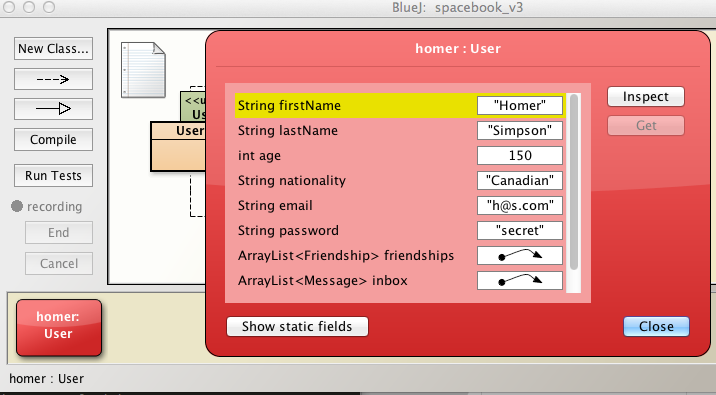 BlueJ: spacebook_v3
New Class...
Compile
Run Tests
recording
End
Cancel
<<u
Us
User
homer : User
String firstName "Homer"
String lastName "Simpson"
int age 150
String nationality "Canadian"
String email "h@s.com"
String password "secret"
ArrayList<Friendship> friendships
ArrayList<Message> inbox
Inspect
Get
Show static fields
Close
homer:
User
homer : User